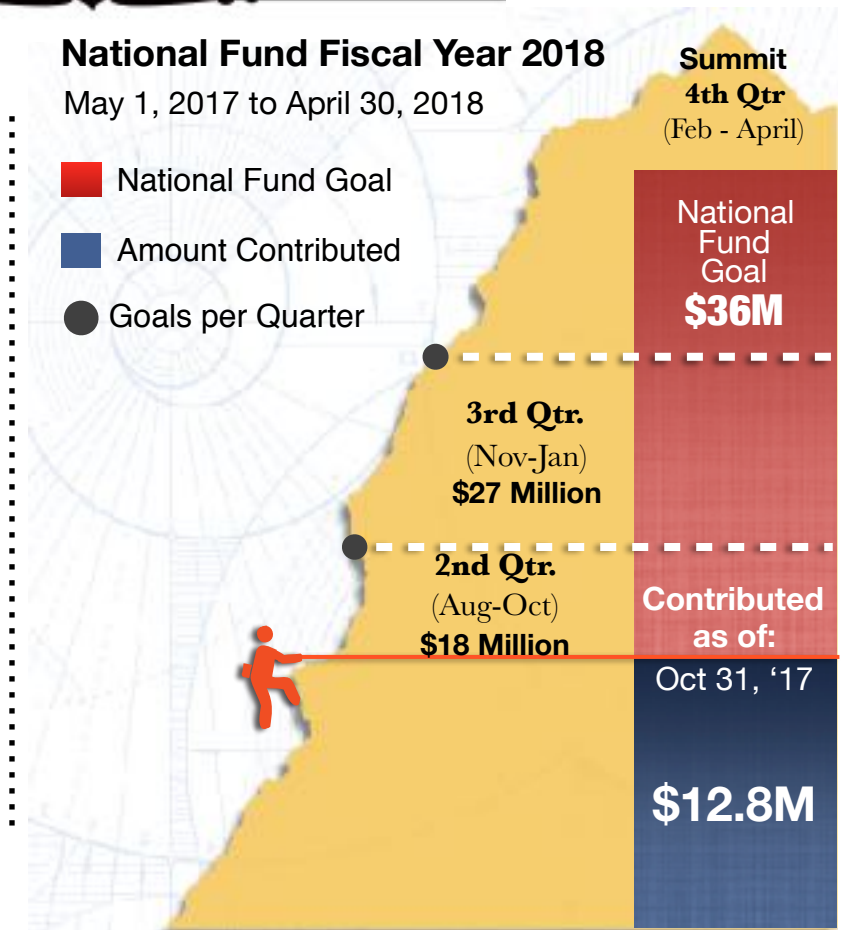 National Fund Fiscal Year 2018
May 1, 2017 to April 30, 2018
National Fund Goal
Amount Contributed
Goals per Quarter
Summit
4th Qtr
(Feb - April)
National
Fund
Goal
$36M
3rd Qtr.
(Nov-Jan)
$27 Million
2nd Qtr.
(Aug-Oct)
$18 Million
Contributed
as of:
Oct 31, ‘17
$12.8M